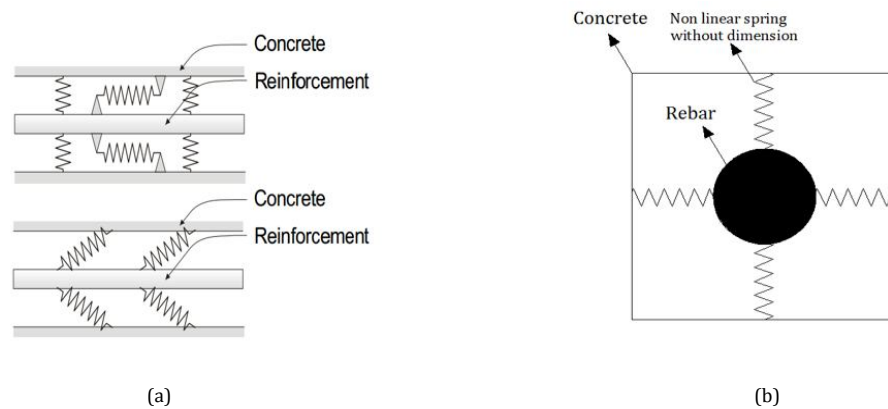 Concrete
Reinforcement
Concrete
Reinforcement
(a)
Concrete
Non linear spring
without dimension
Rebar
(b)